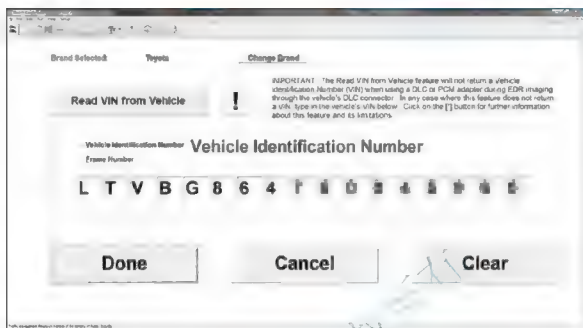 Brand Selected: Toyota Change Brand
Read VIN from Vehicle
!
IMPORTANT: The Read VIN from Vehicle feature will not return a Vehicle
Identification Number (VIN) when using a DLC or PCM adapter during EDR imaging
through the vehicle's DLC connector. In any case where this feature does not return
a VIN, type in the vehicle's VIN below. Click on the [!] button for further information
about this feature and its limitations.
Vehicle Identification Number Vehicle Identification Number
Frame Number
L T V B G 8 6 4
Done Cancel Clear